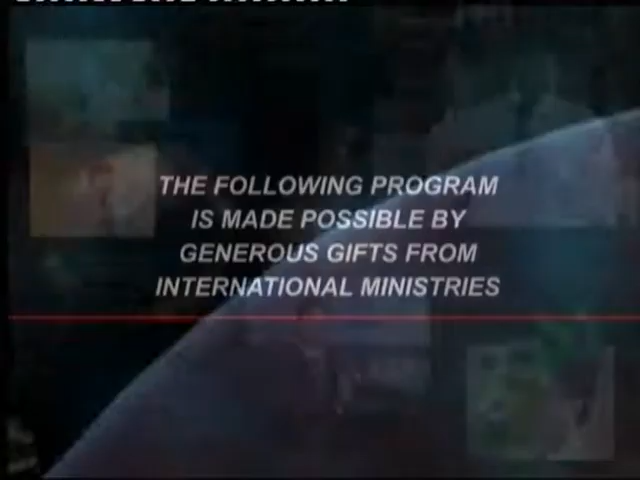 THE FOLLOWING PROGRAM
IS MADE POSSIBLE BY
GENEROUS GIFTS FROM
INTERNATIONAL MINISTRIES